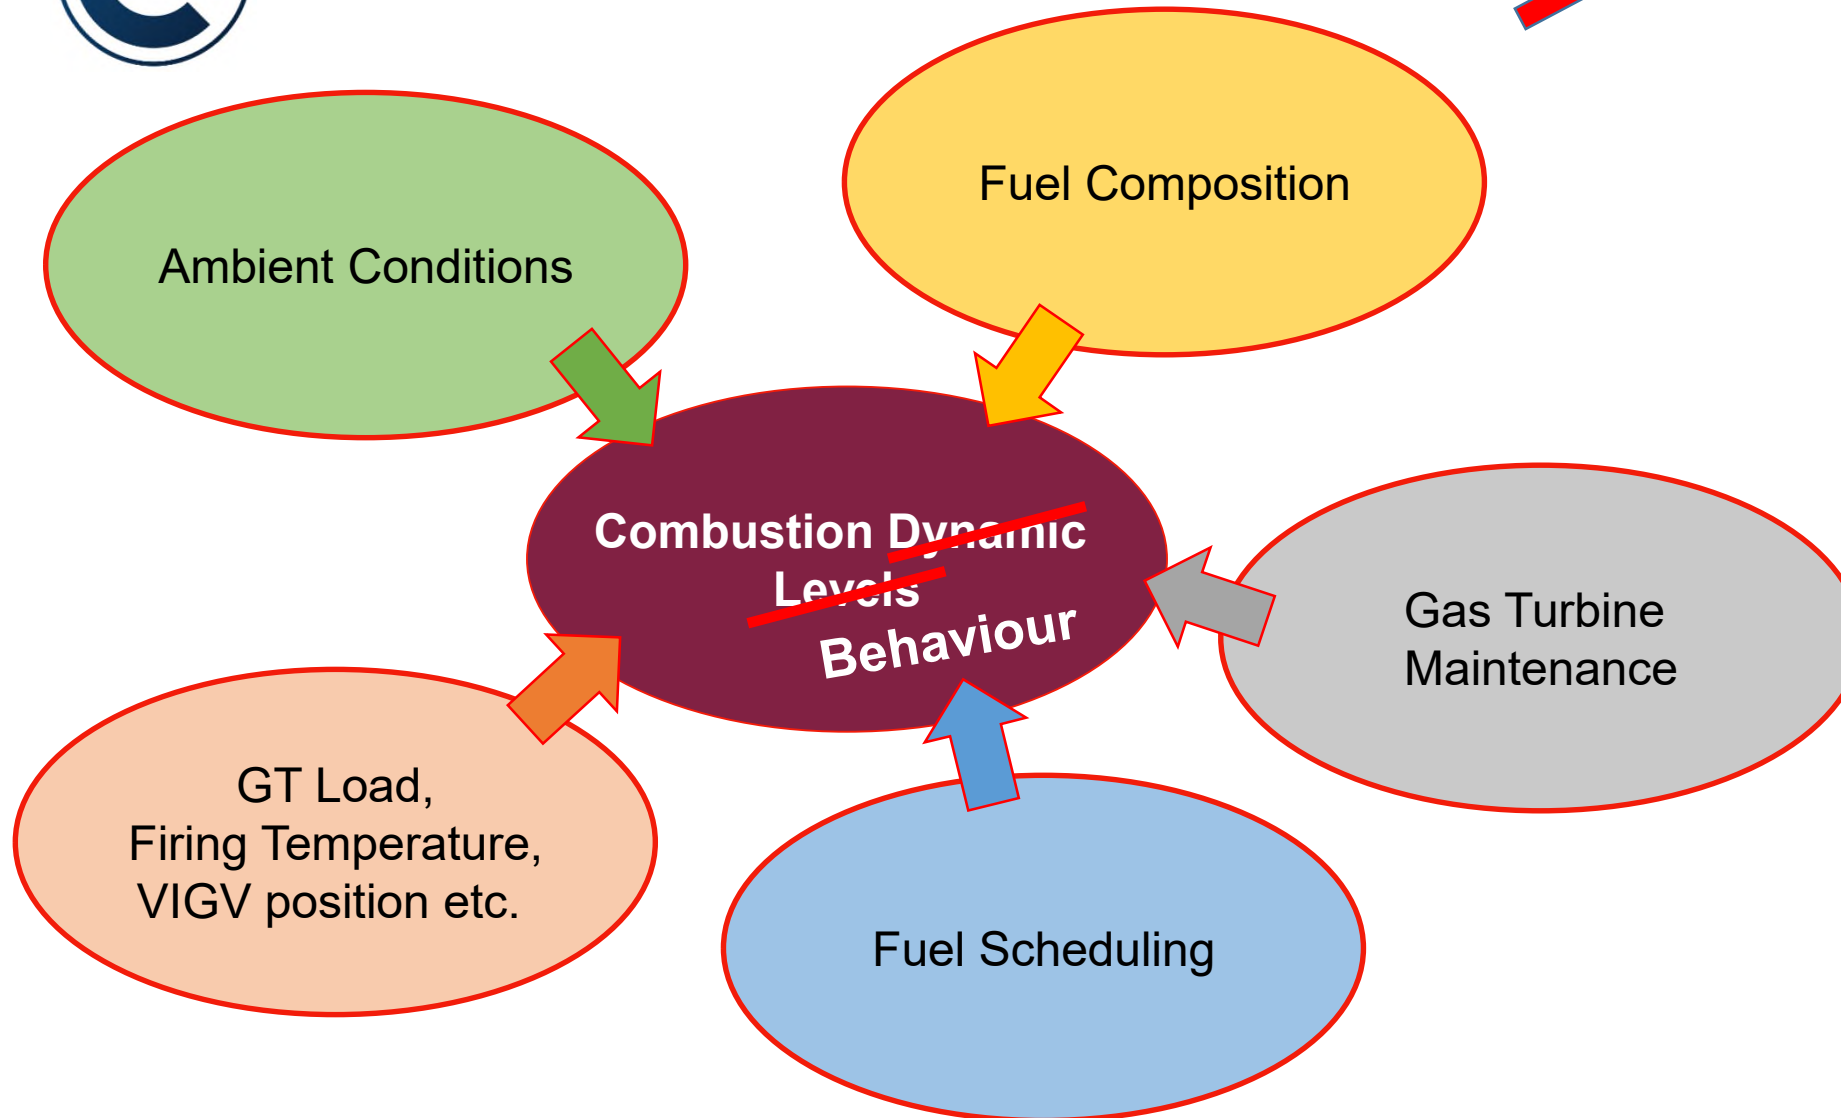 Fuel Composition
Ambient Conditions
Combustion Dynamic
Levels
Behaviour
Gas Turbine
Maintenance
GT Load,
Firing Temperature,
VIGV position etc.
Fuel Scheduling